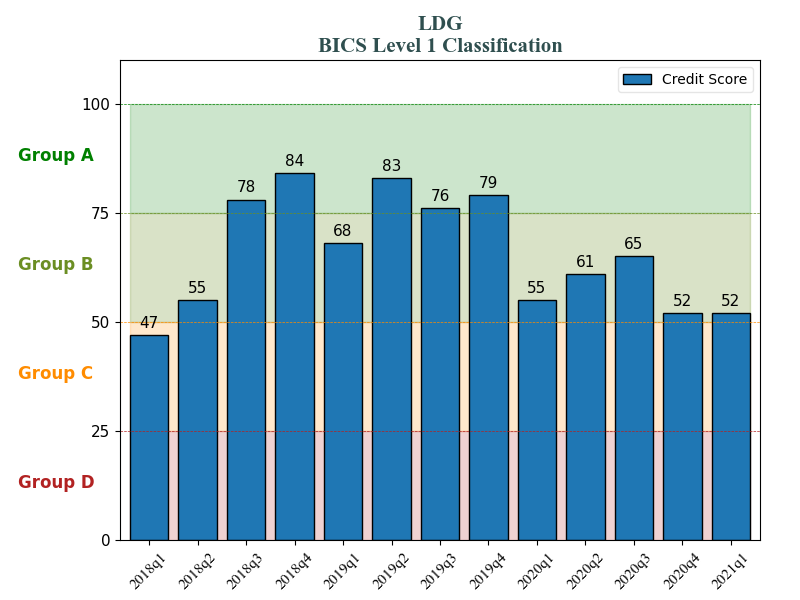 LDG
BICS Level 1 Classification
Credit Score
100
Group A
75
Group B
50
Group C
25
Group D
0
47
55
78
84
68
83
76
79
55
61
65
52
52
2018q1
2018q2
2018q3
2018q4
2019q1
2019q2
2019q3
2019q4
2020q1
2020q2
2020q3
2020q4
2021q1